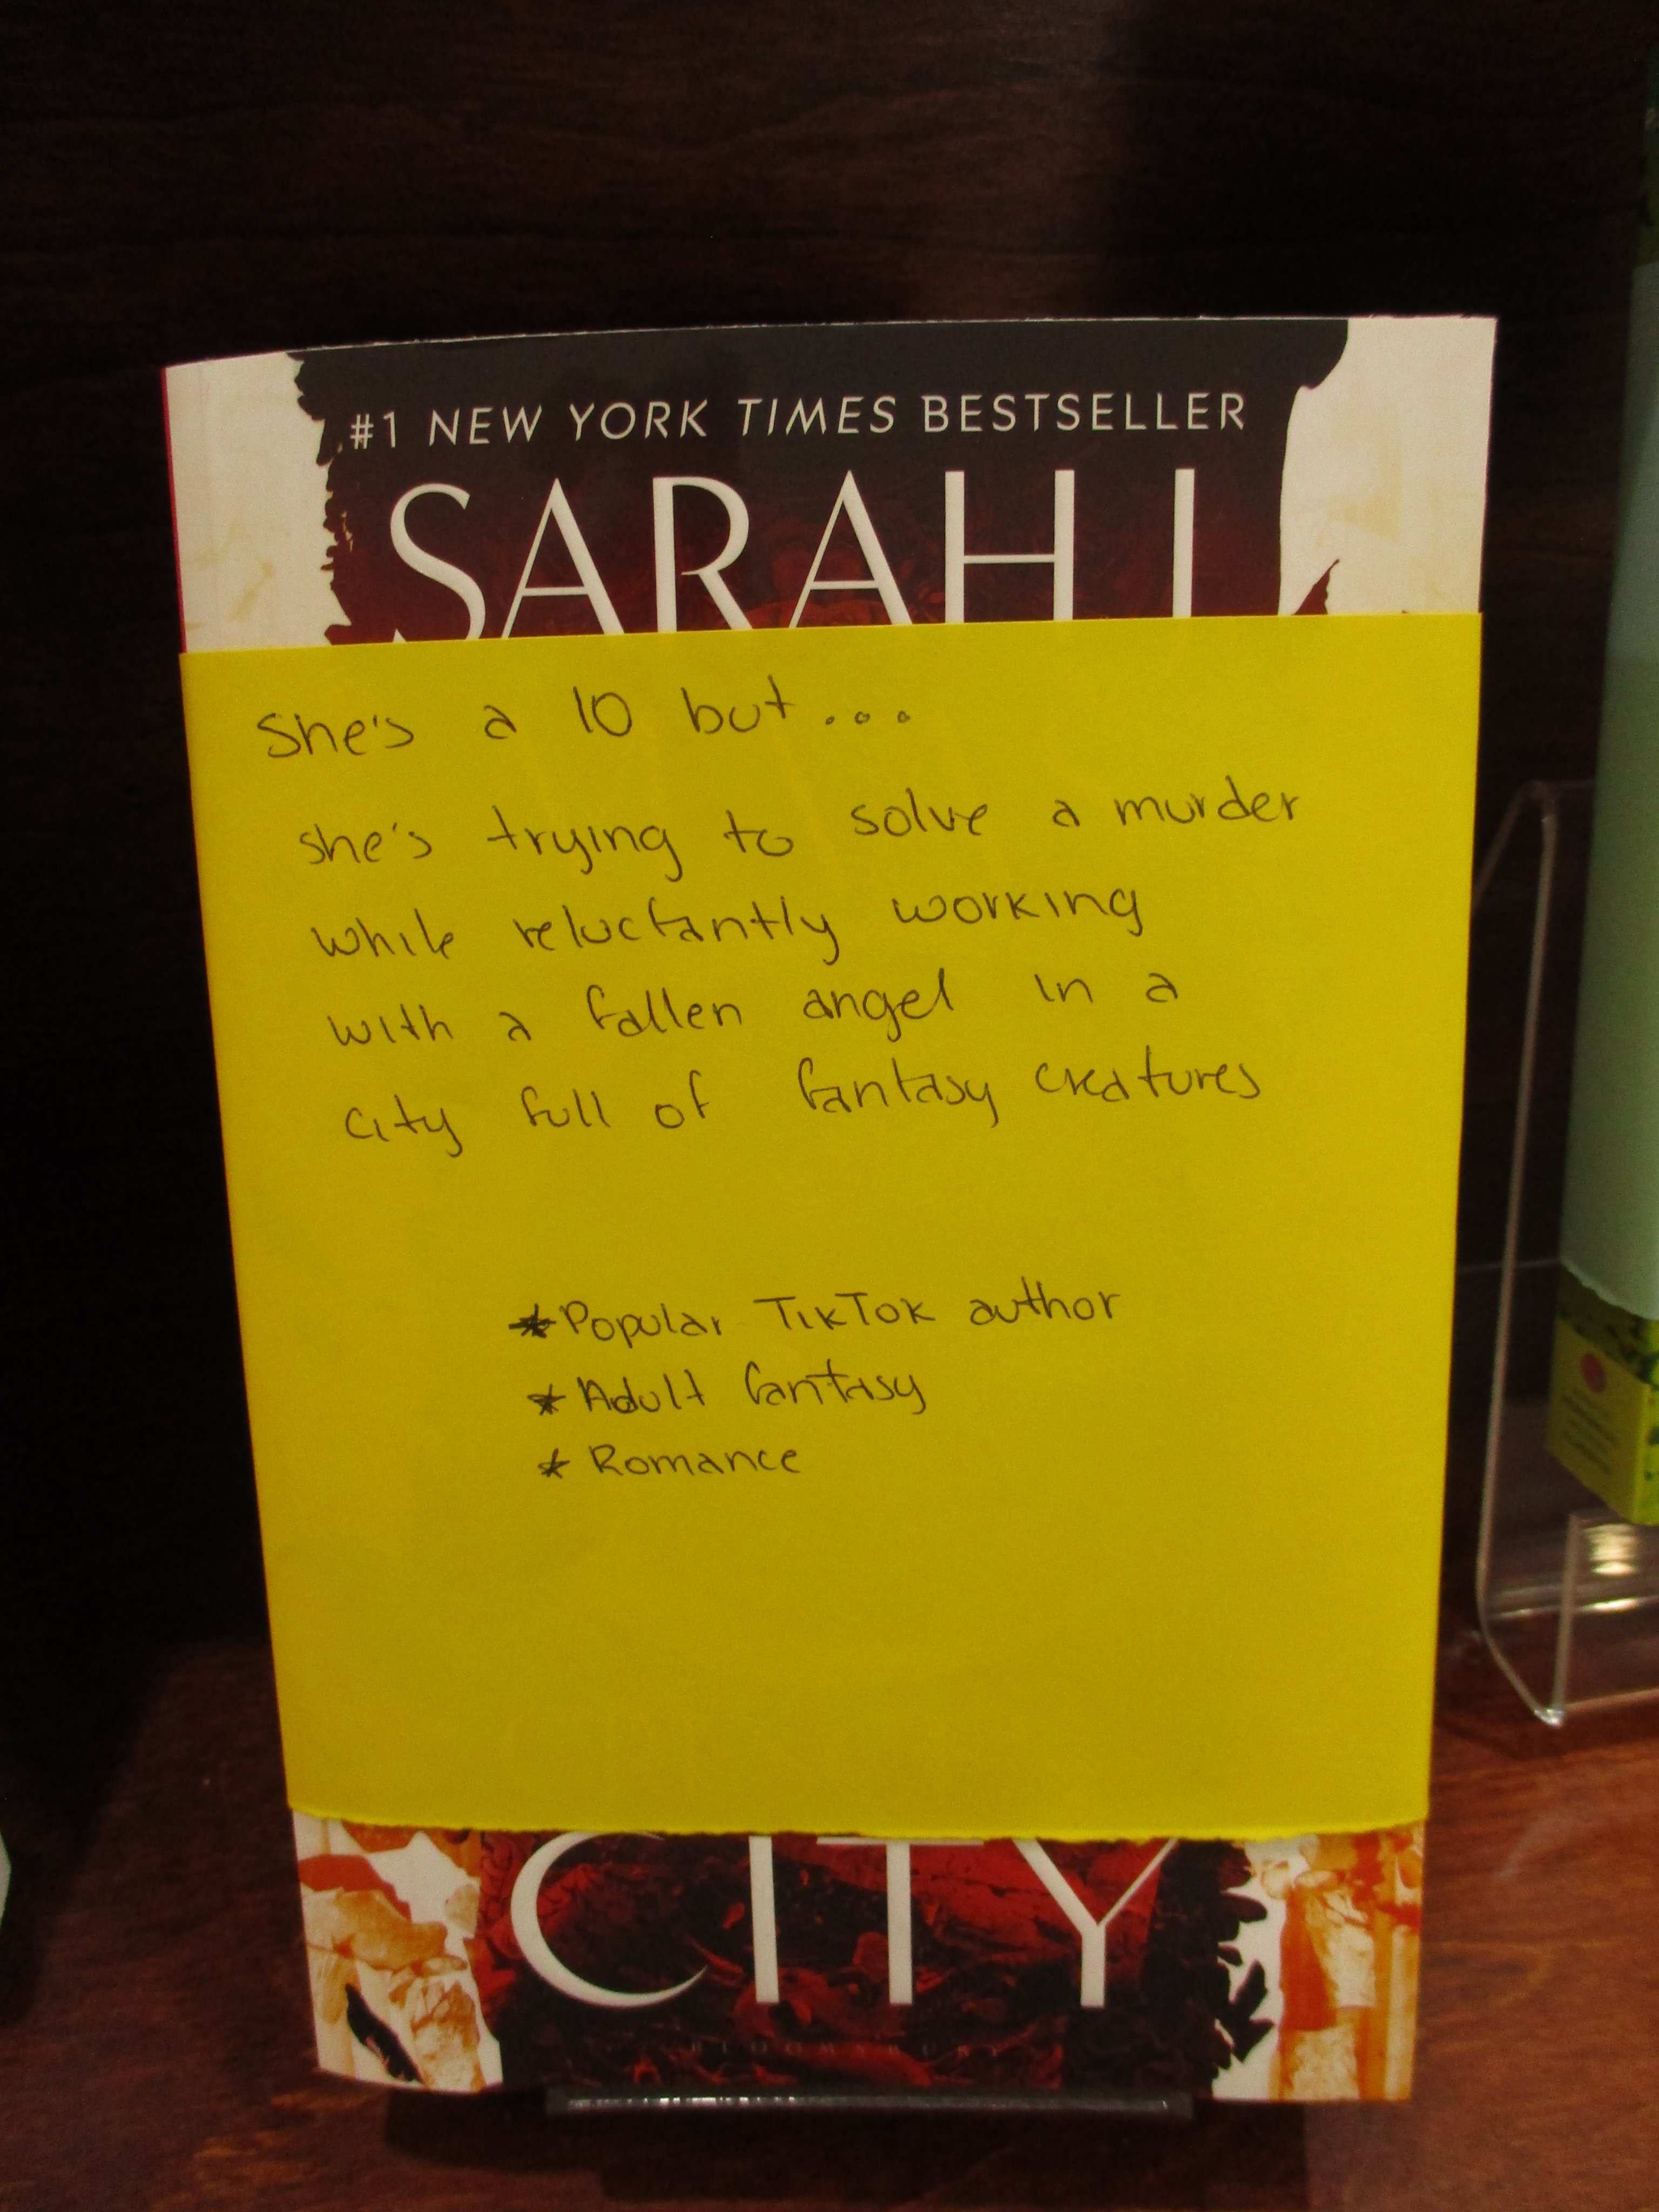 #1 NEW YORK TIMES BESTSELLER
SARAH J
She's a 10 but...
she's trying to solve a murder
while reluctantly working
with a fallen angel in a
city full of fantasy creatures
*Popular TikTok author
*Adult fantasy
*Romance
CITY
BLOOMSBURY